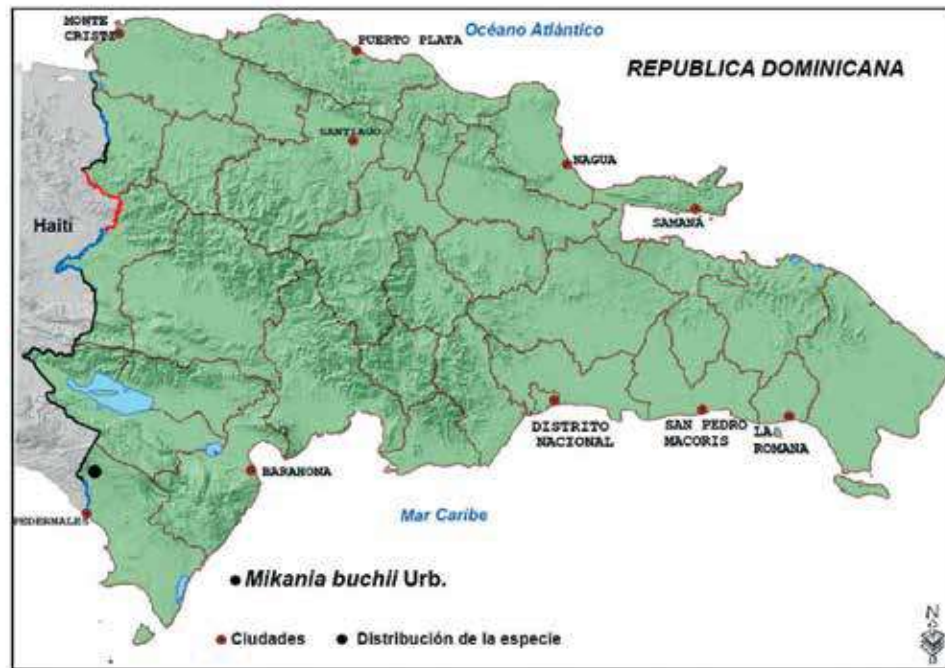 MONTE
CRISTI
Océano Atlántico
PUERTO PLATA
REPUBLICA DOMINICANA
SANTIAGO
NAGUA
SAMANÁ
Haití
DISTRITO
NACIONAL
SAN PEDRO
MACORIS
LA
ROMANA
BARAHONA
PEDERNALES
Mar Caribe
Mikania buchii Urb.
Ciudades
Distribución de la especie
N